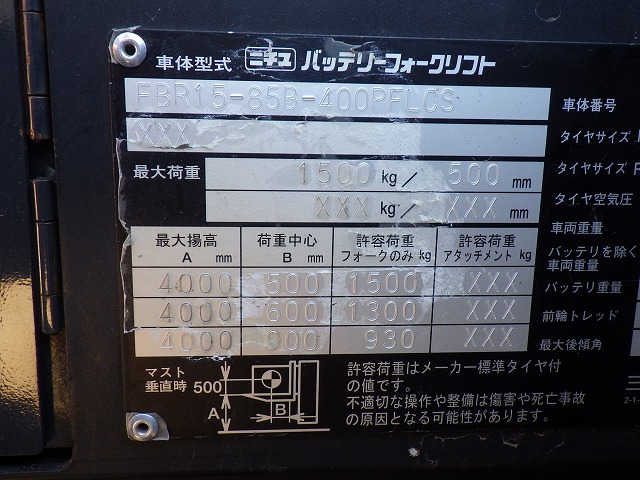 車体型式 ニチユ バッテリーフォークリフト
FBR15-85B-400PFLCS
XXX
最大荷重 1500 kg／ 500 mm
XXX kg／ XXX mm
最大揚高 A mm 荷重中心 B mm 許容荷重 フォークのみ kg 許容荷重 アタッチメント kg
4000 500 1500 XXX
4000 600 1300 XXX
4000 800 930 XXX
マスト垂直時 500 A B
許容荷重はメーカー標準タイヤ付
の値です。
不適切な操作や整備は傷害や死亡事故
の原因となる可能性があります。
車体番号
タイヤサイズ
タイヤサイズ
タイヤ空気圧
車両重量
バッテリを除く
車両重量
バッテリ重量
前輪トレッド
最大後傾角